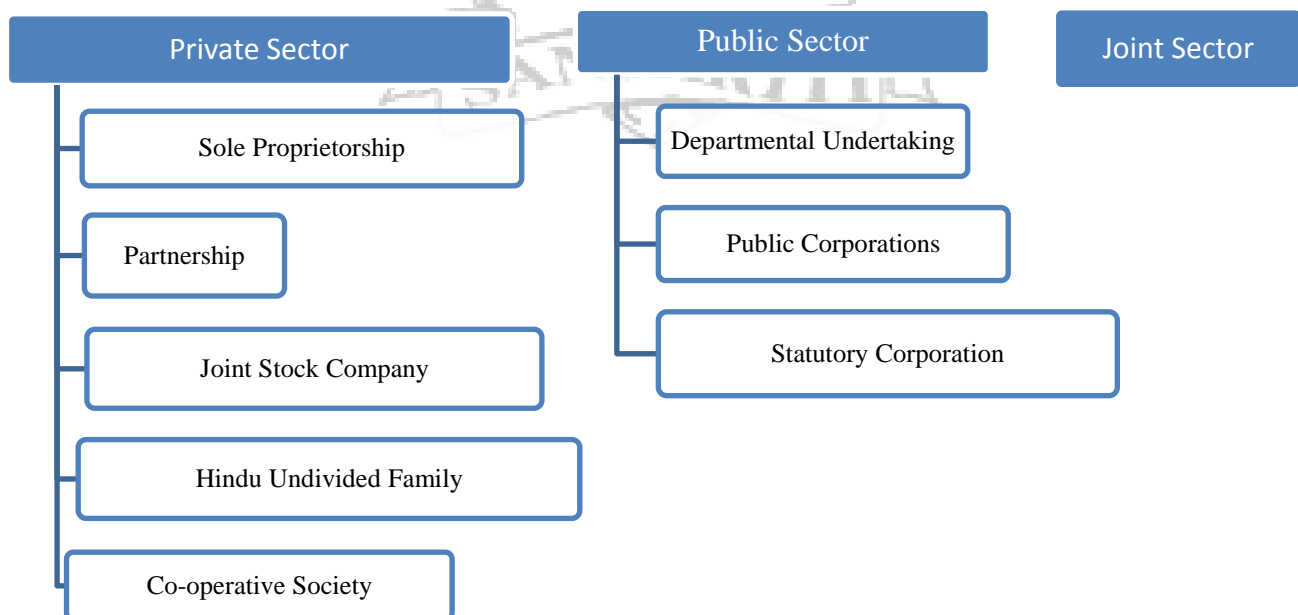 Private Sector
Sole Proprietorship
Partnership
Joint Stock Company
Hindu Undivided Family
Co-operative Society
Public Sector
Departmental Undertaking
Public Corporations
Statutory Corporation
Joint Sector